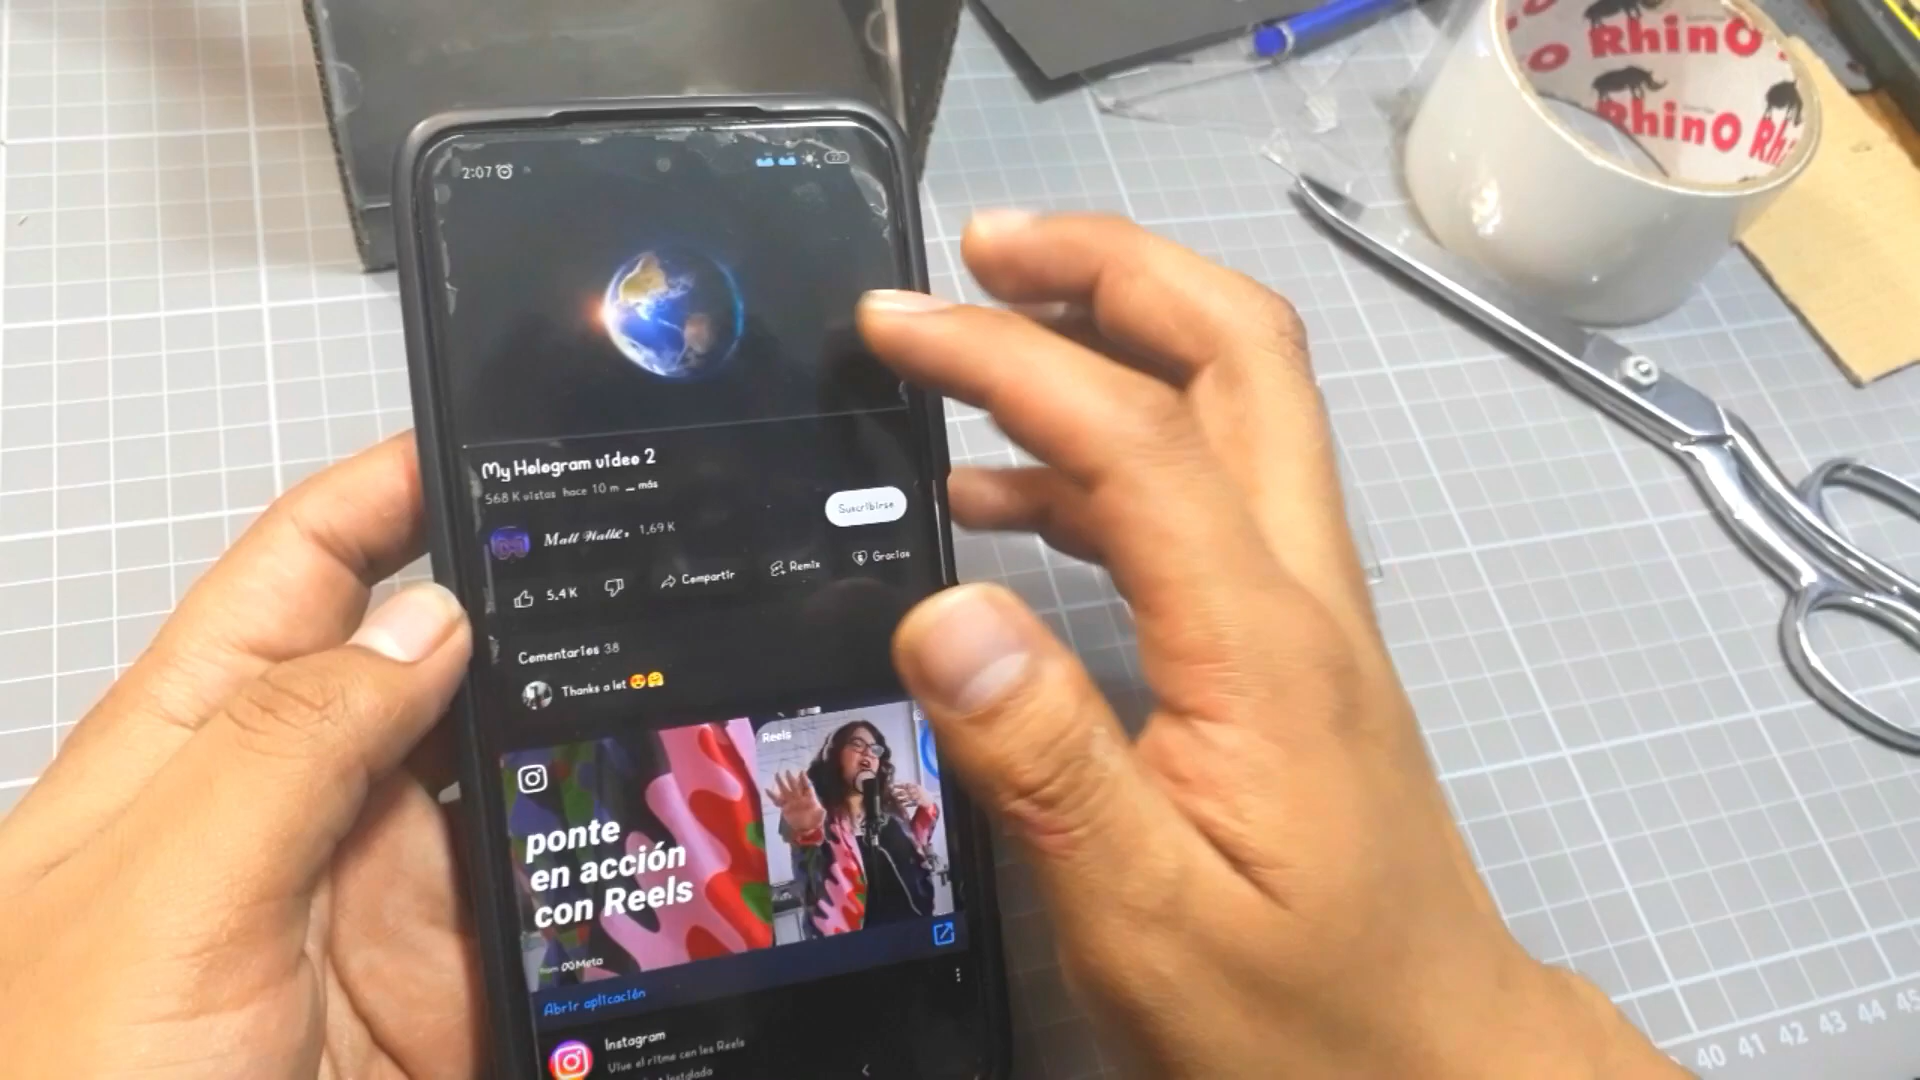 2:07
My Hologram video 2
568 K vistas hace 10 m ... más
1,69 K
Suscribirse
5,4 K
Compartir
Remix
Gracias
Comentarios 38
Thanks a lot 😍🤗
Reels
ponte
en acción
con Reels
from Meta
Abrir aplicación
Instagram
Vive el ritmo con los Reels
Instalada
RhinO
RhinO
40 41 42 43 44 45